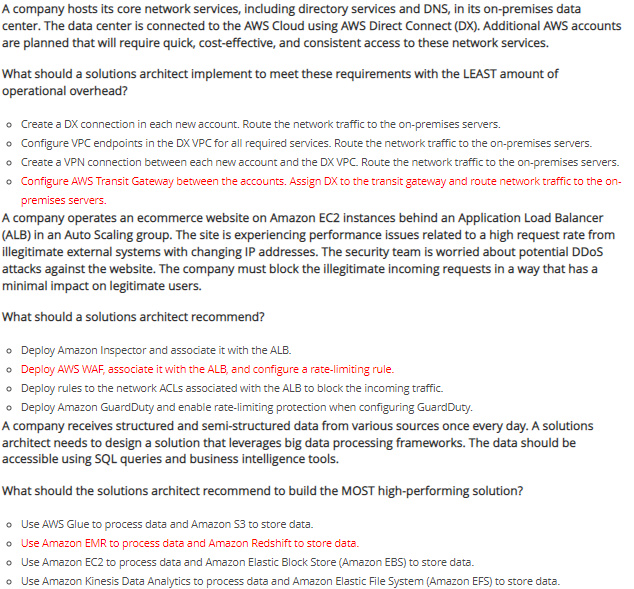 A company hosts its core network services, including directory services and DNS, in its on-premises data
center. The data center is connected to the AWS Cloud using AWS Direct Connect (DX). Additional AWS accounts
are planned that will require quick, cost-effective, and consistent access to these network services.
What should a solutions architect implement to meet these requirements with the LEAST amount of
operational overhead?
Create a DX connection in each new account. Route the network traffic to the on-premises servers.
Configure VPC endpoints in the DX VPC for all required services. Route the network traffic to the on-premises servers.
Create a VPN connection between each new account and the DX VPC. Route the network traffic to the on-premises servers.
Configure AWS Transit Gateway between the accounts. Assign DX to the transit gateway and route network traffic to the on-
premises servers.
A company operates an ecommerce website on Amazon EC2 instances behind an Application Load Balancer
(ALB) in an Auto Scaling group. The site is experiencing performance issues related to a high request rate from
illegitimate external systems with changing IP addresses. The security team is worried about potential DDoS
attacks against the website. The company must block the illegitimate incoming requests in a way that has a
minimal impact on legitimate users.
What should a solutions architect recommend?
Deploy Amazon Inspector and associate it with the ALB.
Deploy AWS WAF, associate it with the ALB, and configure a rate-limiting rule.
Deploy rules to the network ACLs associated with the ALB to block the incoming traffic.
Deploy Amazon GuardDuty and enable rate-limiting protection when configuring GuardDuty.
A company receives structured and semi-structured data from various sources once every day. A solutions
architect needs to design a solution that leverages big data processing frameworks. The data should be
accessible using SQL queries and business intelligence tools.
What should the solutions architect recommend to build the MOST high-performing solution?
Use AWS Glue to process data and Amazon S3 to store data.
Use Amazon EMR to process data and Amazon Redshift to store data.
Use Amazon EC2 to process data and Amazon Elastic Block Store (Amazon EBS) to store data.
Use Amazon Kinesis Data Analytics to process data and Amazon Elastic File System (Amazon EFS) to store data.